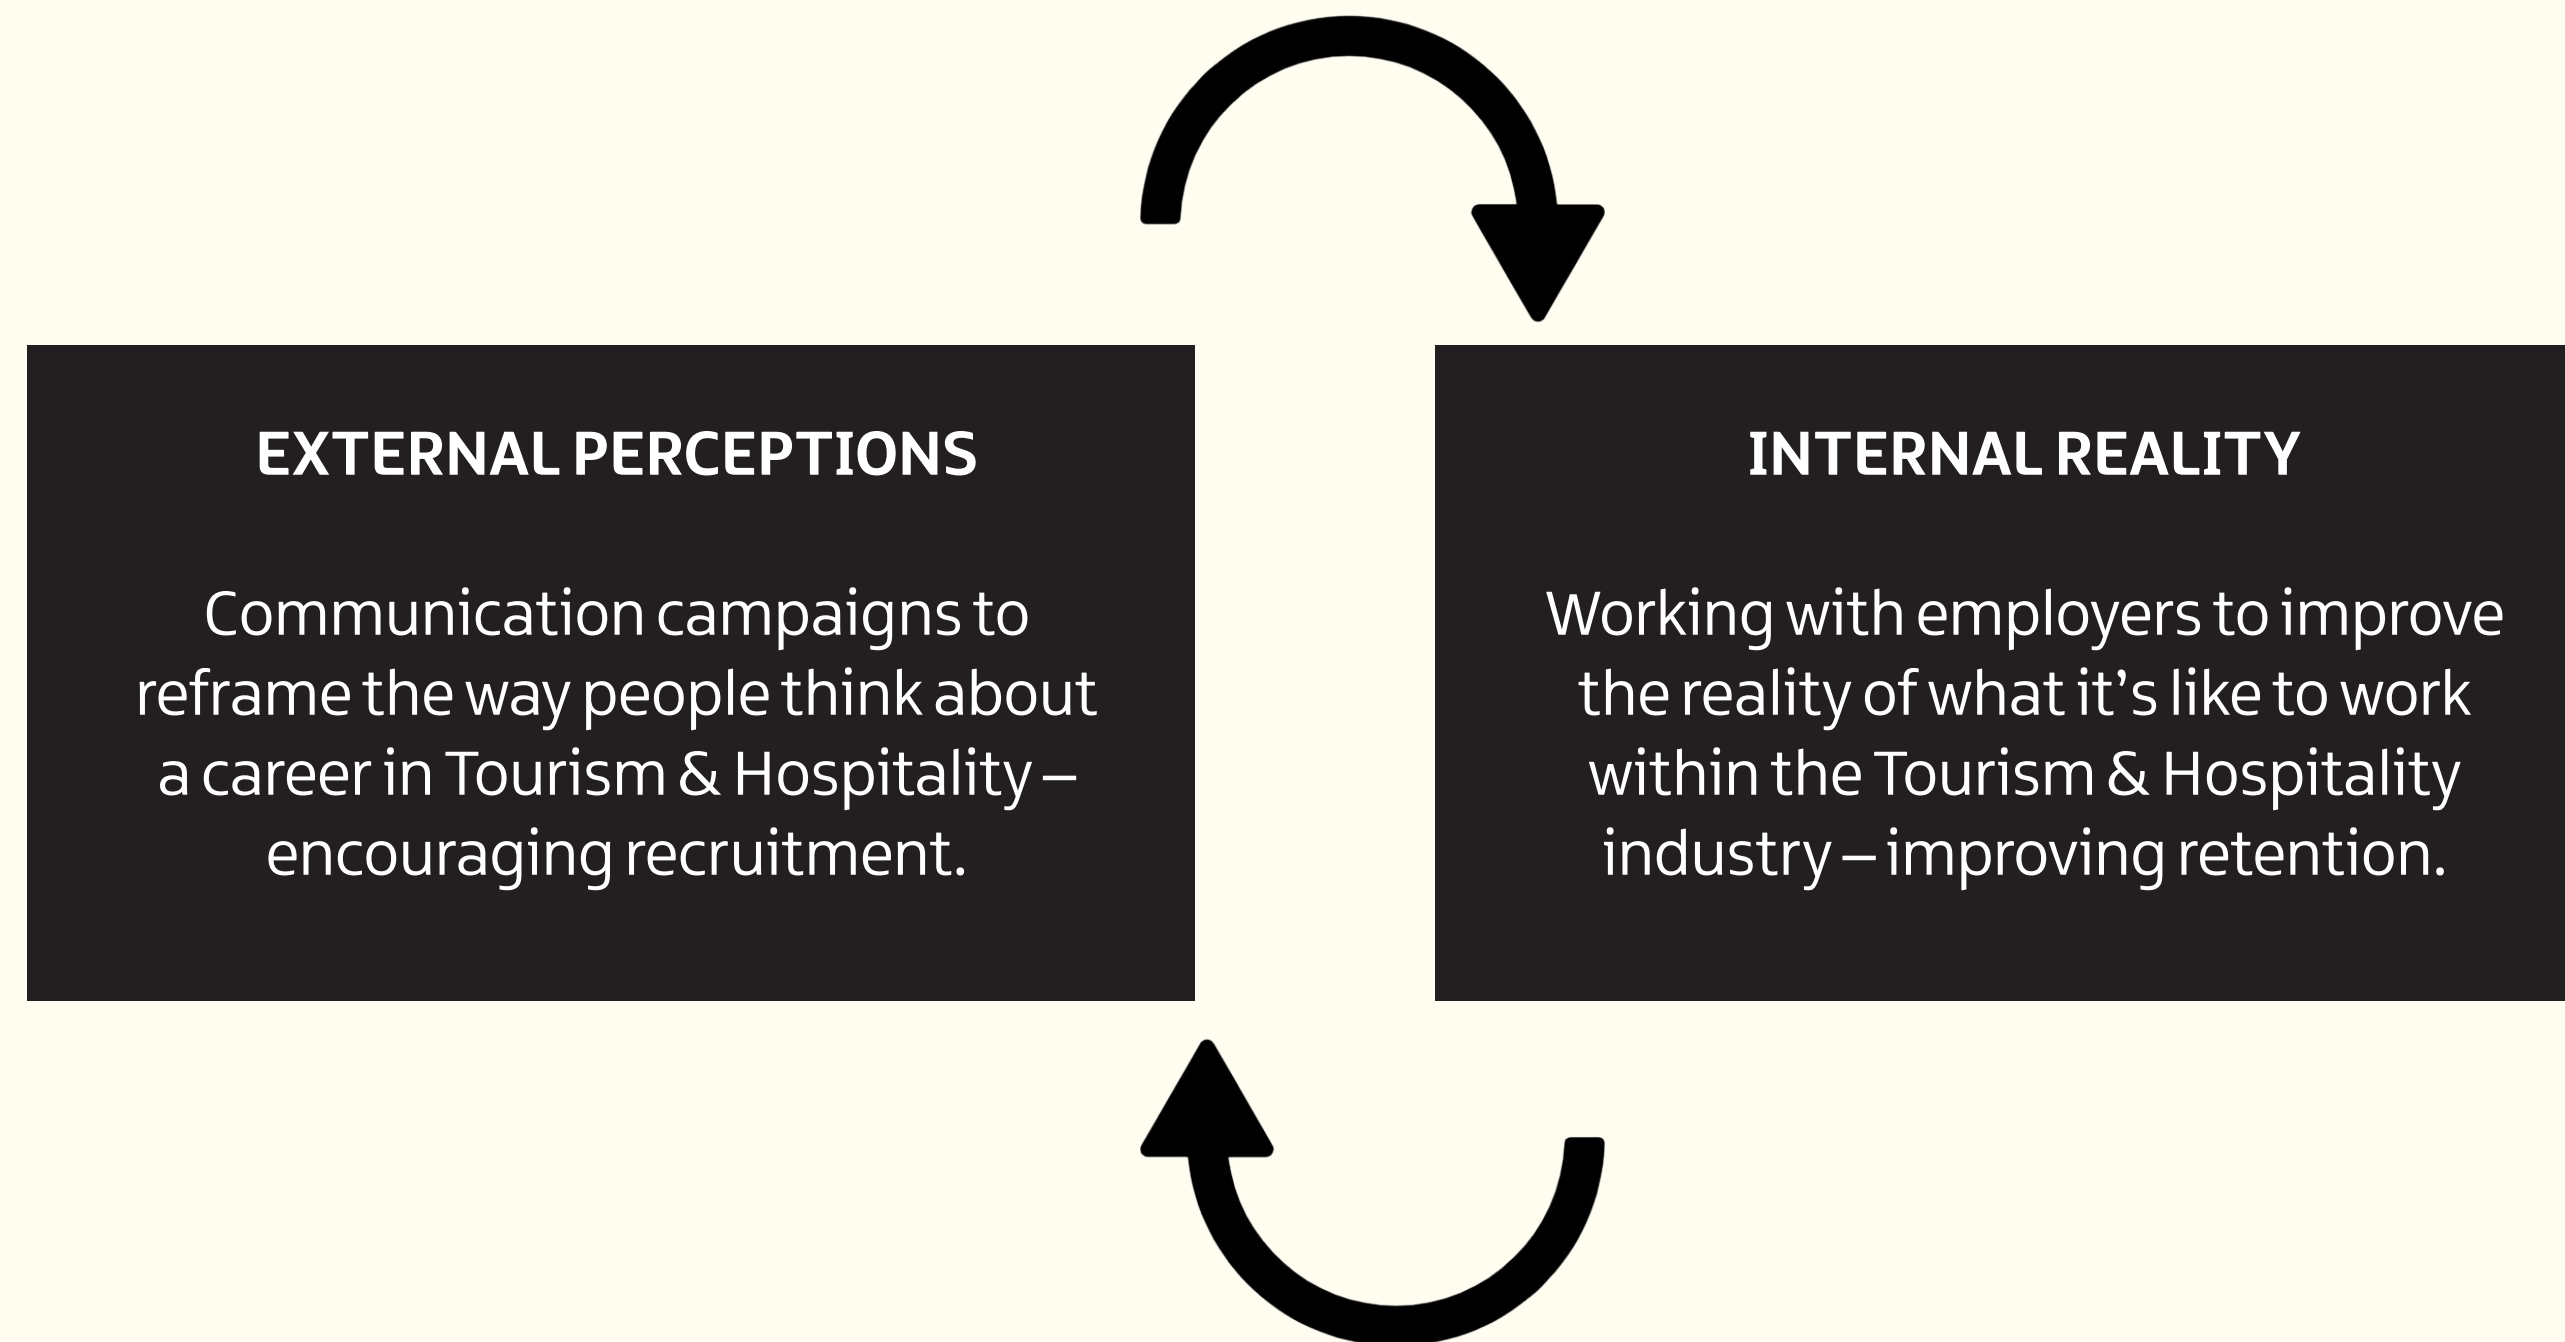 EXTERNAL PERCEPTIONS
Communication campaigns to
reframe the way people think about
a career in Tourism & Hospitality –
encouraging recruitment.
INTERNAL REALITY
Working with employers to improve
the reality of what it’s like to work
within the Tourism & Hospitality
industry – improving retention.